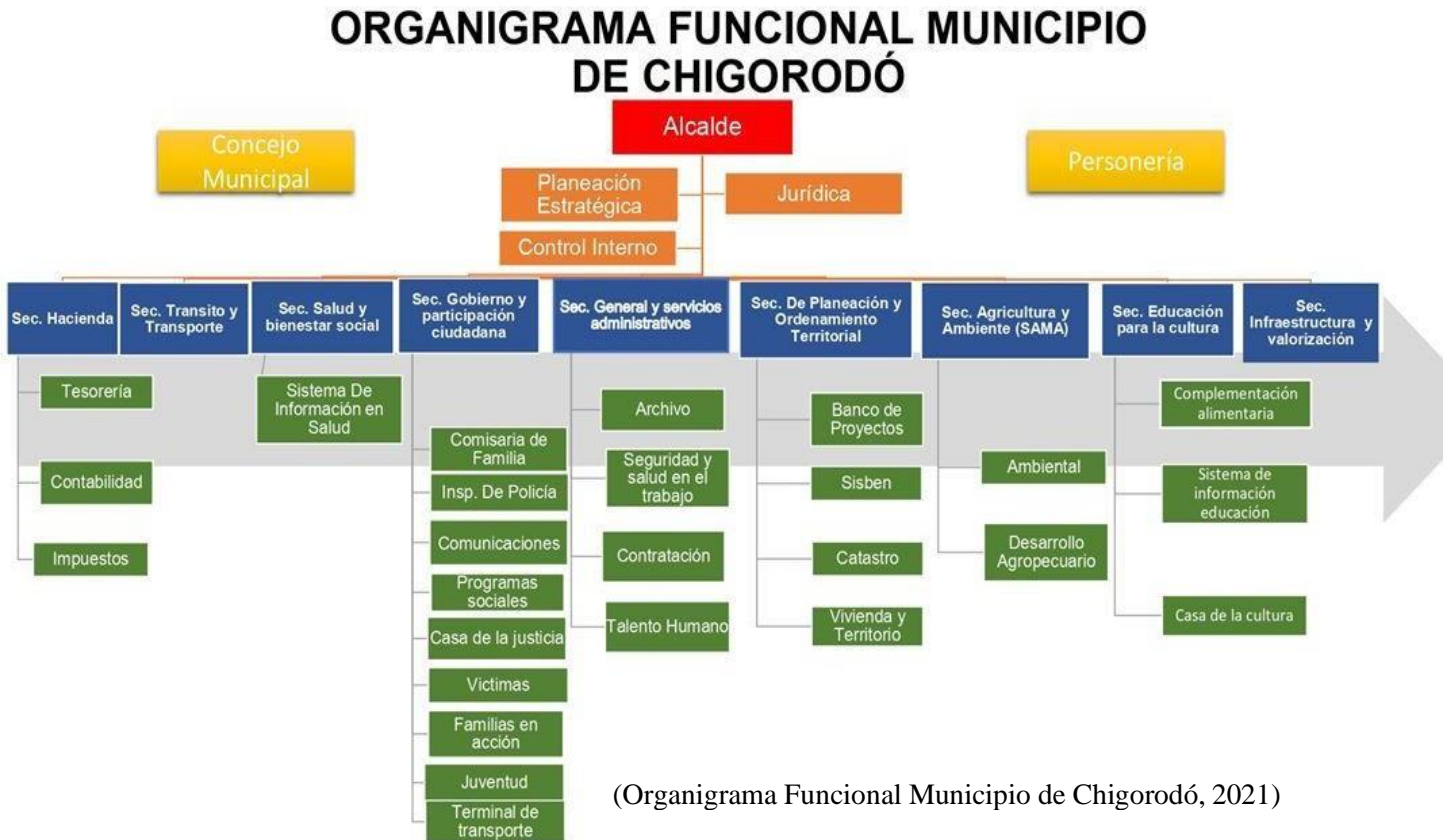 ORGANIGRAMA FUNCIONAL MUNICIPIO
DE CHIGORODÓ
Alcalde
Concejo
Municipal
Personería
Planeación
Estratégica
Jurídica
Control Interno
Sec. Hacienda
Sec. Transito y
Transporte
Sec. Salud y
bienestar social
Sec. Gobierno y
participación
ciudadana
Sec. General y servicios
administrativos
Sec. De Planeación y
Ordenamiento
Territorial
Sec. Agricultura y
Ambiente (SAMA)
Sec. Educación
para la cultura
Sec.
Infraestructura y
valorización
Tesorería
Contabilidad
Impuestos
Sistema De
Información en
Salud
Comisaria de
Familia
Insp. De Policía
Comunicaciones
Programas
sociales
Casa de la justicia
Victimas
Familias en
acción
Juventud
Terminal de
transporte
Archivo
Seguridad y
salud en el
trabajo
Contratación
Talento Humano
Banco de
Proyectos
Sisben
Catastro
Vivienda y
Territorio
Ambiental
Desarrollo
Agropecuario
Complementación
alimentaria
Sistema de
información
educación
Casa de la cultura
(Organigrama Funcional Municipio de Chigorodó, 2021)